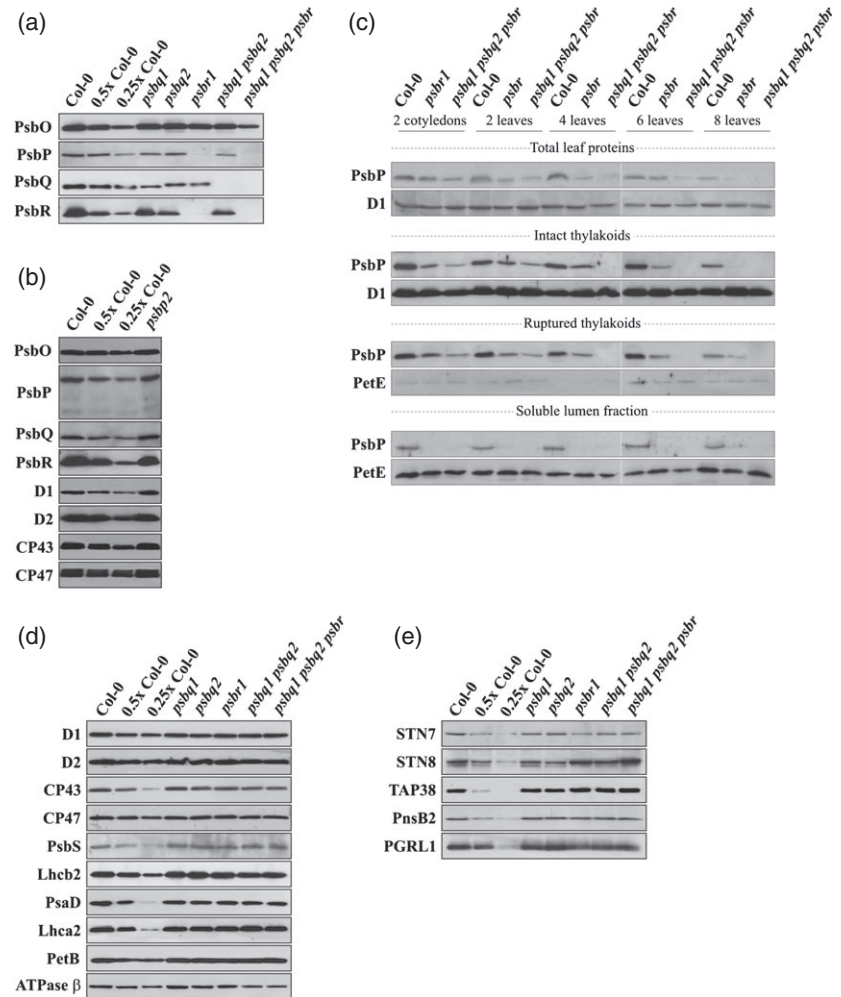 (a)
Col-0
0.5x Col-0
0.25x Col-0
psbq1
psbq2
psbr1
psbq1 psbq2
psbq1 psbq2 psbr
PsbO
PsbP
PsbQ
PsbR
(b)
Col-0
0.5x Col-0
0.25x Col-0
psbp2
PsbO
PsbP
PsbQ
PsbR
D1
D2
CP43
CP47
(c)
Col-0
psbr1
psbq1 psbq2 psbr
Col-0
psbr
psbq1 psbq2 psbr
Col-0
psbr
psbq1 psbq2 psbr
Col-0
psbr
psbq1 psbq2 psbr
Col-0
psbr
psbq1 psbq2 psbr
2 cotyledons 2 leaves 4 leaves 6 leaves 8 leaves
Total leaf proteins
PsbP
D1
Intact thylakoids
PsbP
D1
Ruptured thylakoids
PsbP
PetE
Soluble lumen fraction
PsbP
PetE
(d)
Col-0
0.5x Col-0
0.25x Col-0
psbq1
psbq2
psbr1
psbq1 psbq2
psbq1 psbq2 psbr
D1
D2
CP43
CP47
PsbS
Lhcb2
PsaD
Lhca2
PetB
ATPase β
(e)
Col-0
0.5x Col-0
0.25x Col-0
psbq1
psbq2
psbr1
psbq1 psbq2
psbq1 psbq2 psbr
STN7
STN8
TAP38
PnsB2
PGRL1